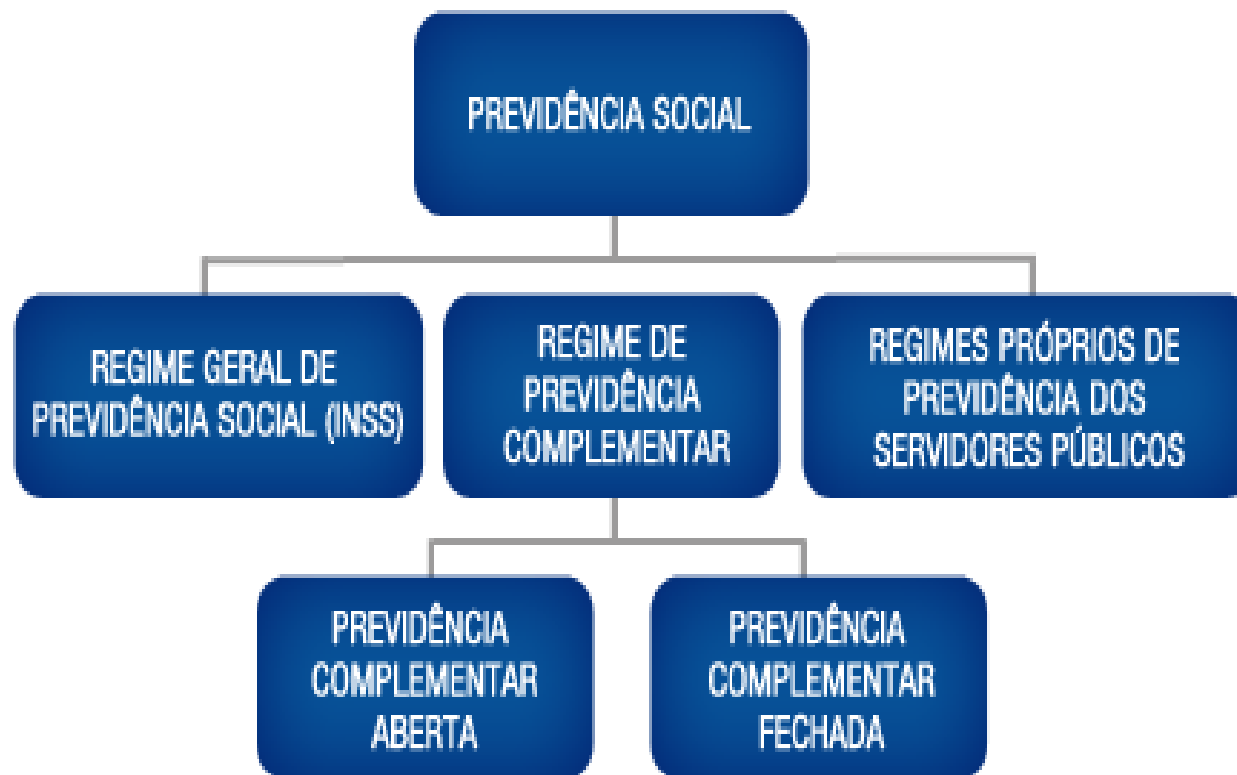 PREVIDÊNCIA SOCIAL
REGIME GERAL DE
PREVIDÊNCIA SOCIAL (INSS)
REGIME DE
PREVIDÊNCIA
COMPLEMENTAR
REGIMES PRÓPRIOS DE
PREVIDÊNCIA DOS
SERVIDORES PÚBLICOS
PREVIDÊNCIA
COMPLEMENTAR
ABERTA
PREVIDÊNCIA
COMPLEMENTAR
FECHADA